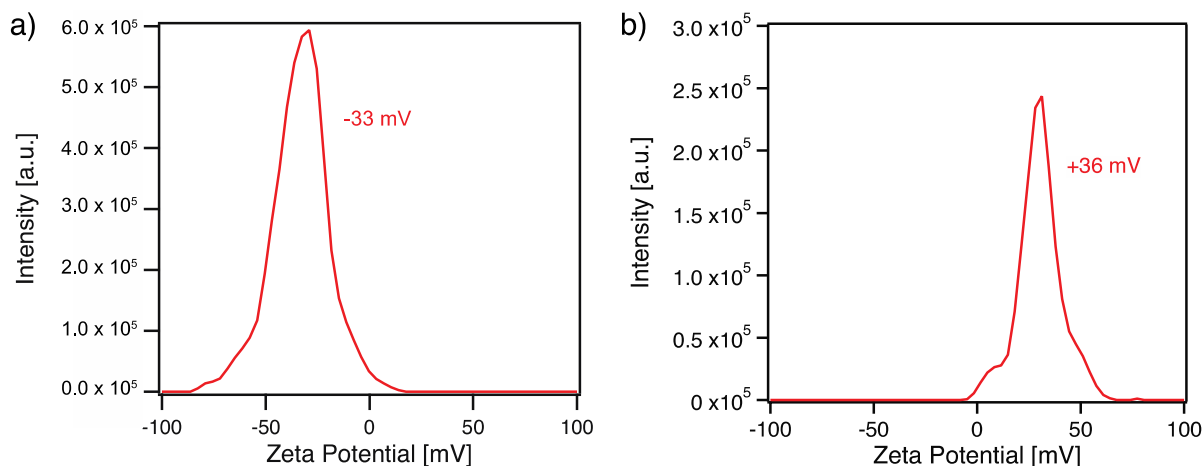 a)
Intensity [a.u.]
6.0 x 10⁵
5.0 x 10⁵
4.0 x 10⁵
3.0 x 10⁵
2.0 x 10⁵
1.0 x 10⁵
0.0 x 10⁵
-33 mV
-100
-50
0
50
100
Zeta Potential [mV]
b)
Intensity [a.u.]
3.0 x10⁵
2.5 x10⁵
2.0 x10⁵
1.5 x10⁵
1.0 x10⁵
0.5 x10⁵
0 x10⁵
+36 mV
-100
-50
0
50
100
Zeta Potential [mV]